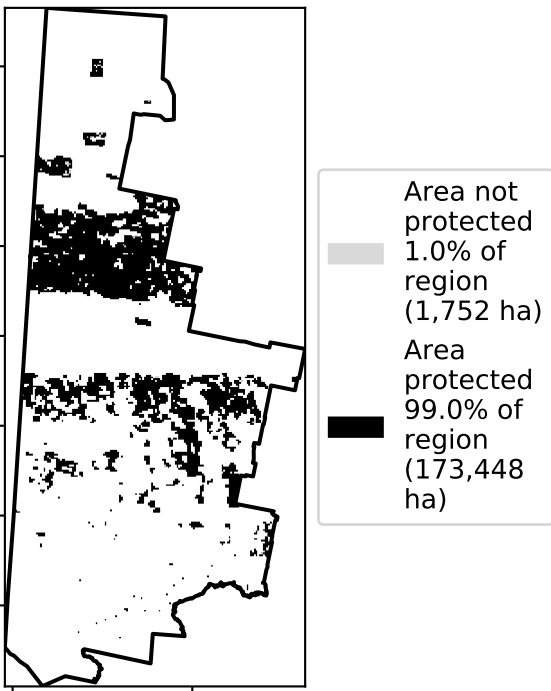 Area not
protected
1.0% of
region
(1,752 ha)
Area
protected
99.0% of
region
(173,448
ha)